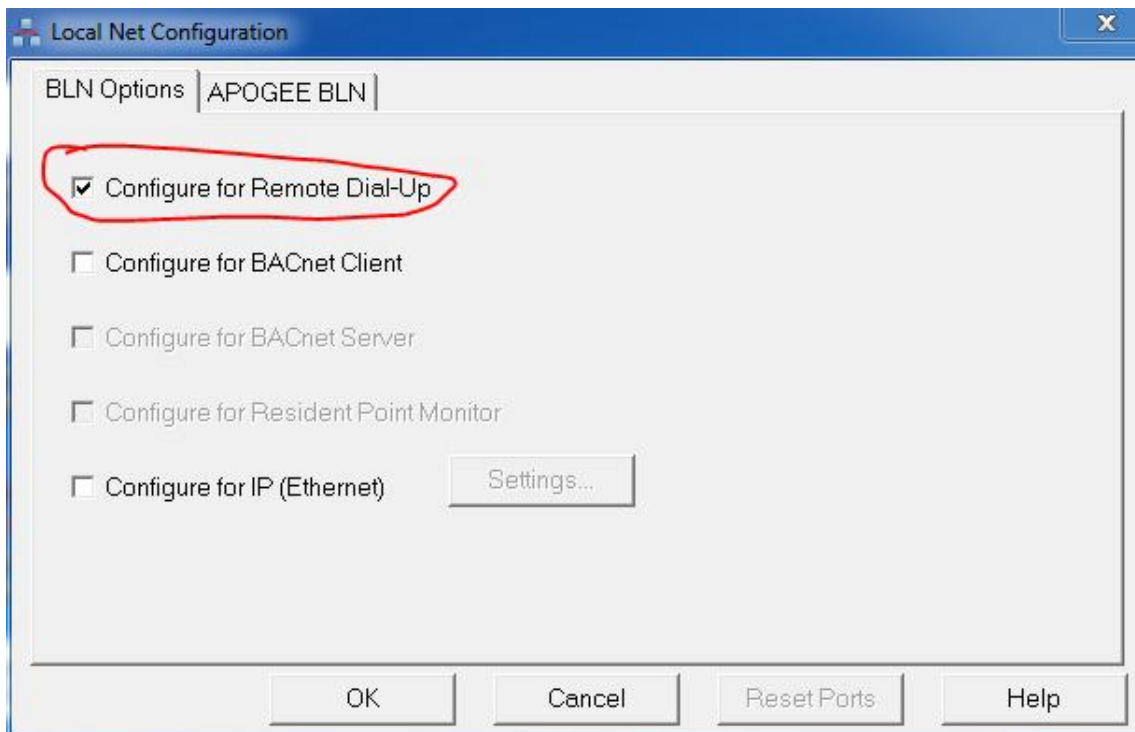 Local Net Configuration
BLN Options
APOGEE BLN
Configure for Remote Dial-Up
Configure for BACnet Client
Configure for BACnet Server
Configure for Resident Point Monitor
Configure for IP (Ethernet)
Settings...
OK
Cancel
Reset Ports
Help